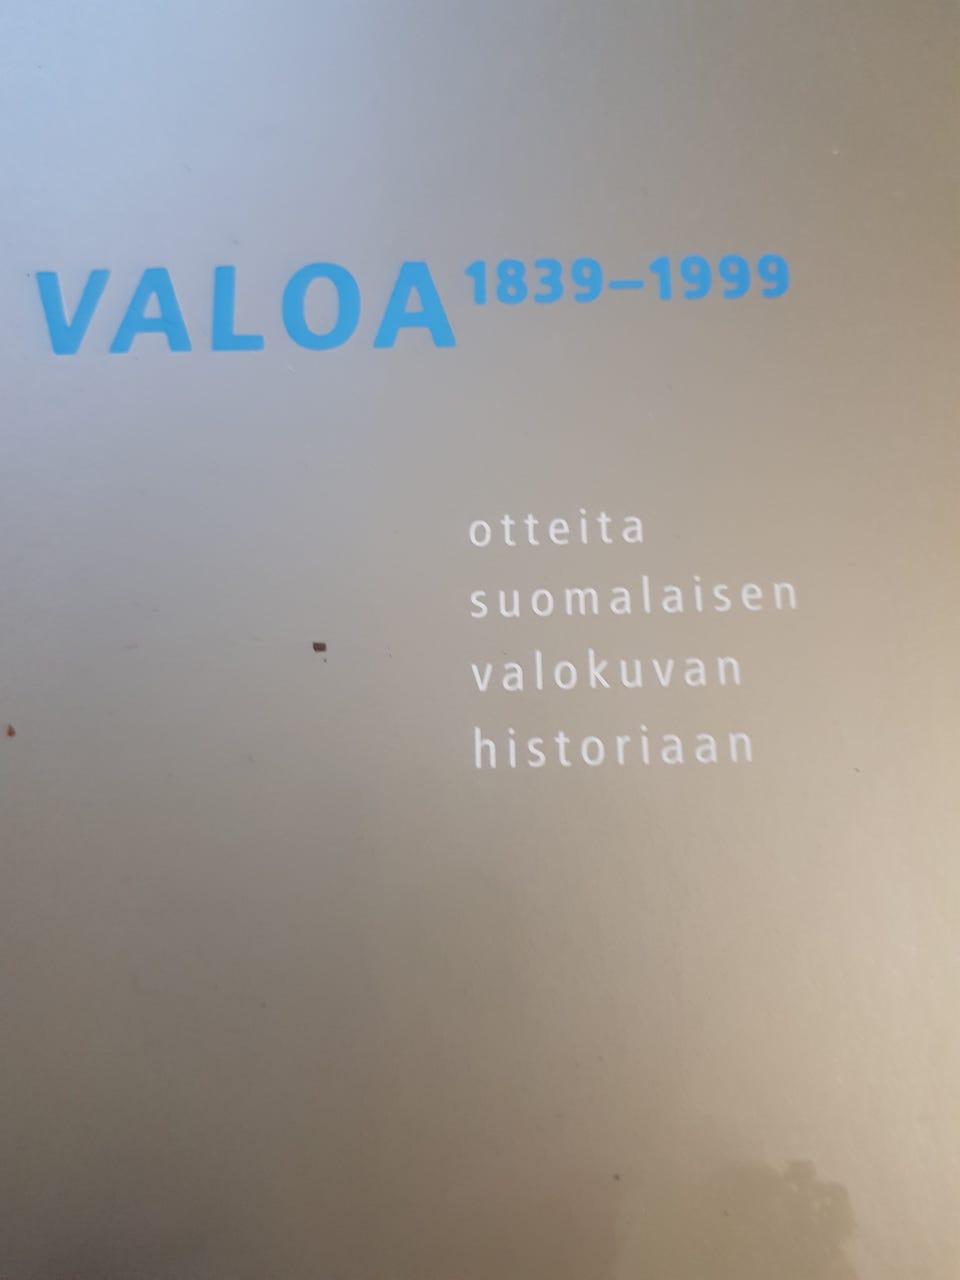 VALOA 1839–1999
otteita
suomalaisen
valokuvan
historiaan